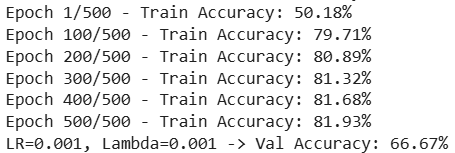 Epoch 1/500 - Train Accuracy: 50.18%
Epoch 100/500 - Train Accuracy: 79.71%
Epoch 200/500 - Train Accuracy: 80.89%
Epoch 300/500 - Train Accuracy: 81.32%
Epoch 400/500 - Train Accuracy: 81.68%
Epoch 500/500 - Train Accuracy: 81.93%
LR=0.001, Lambda=0.001 -> Val Accuracy: 66.67%